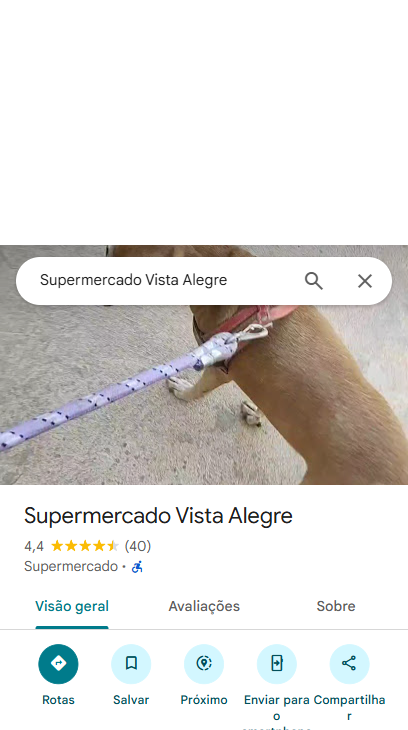 Supermercado Vista Alegre
Supermercado Vista Alegre
4,4 (40)
Supermercado ·
Visão geral Avaliações Sobre
Rotas Salvar Próximo Enviar para o Compartilhar